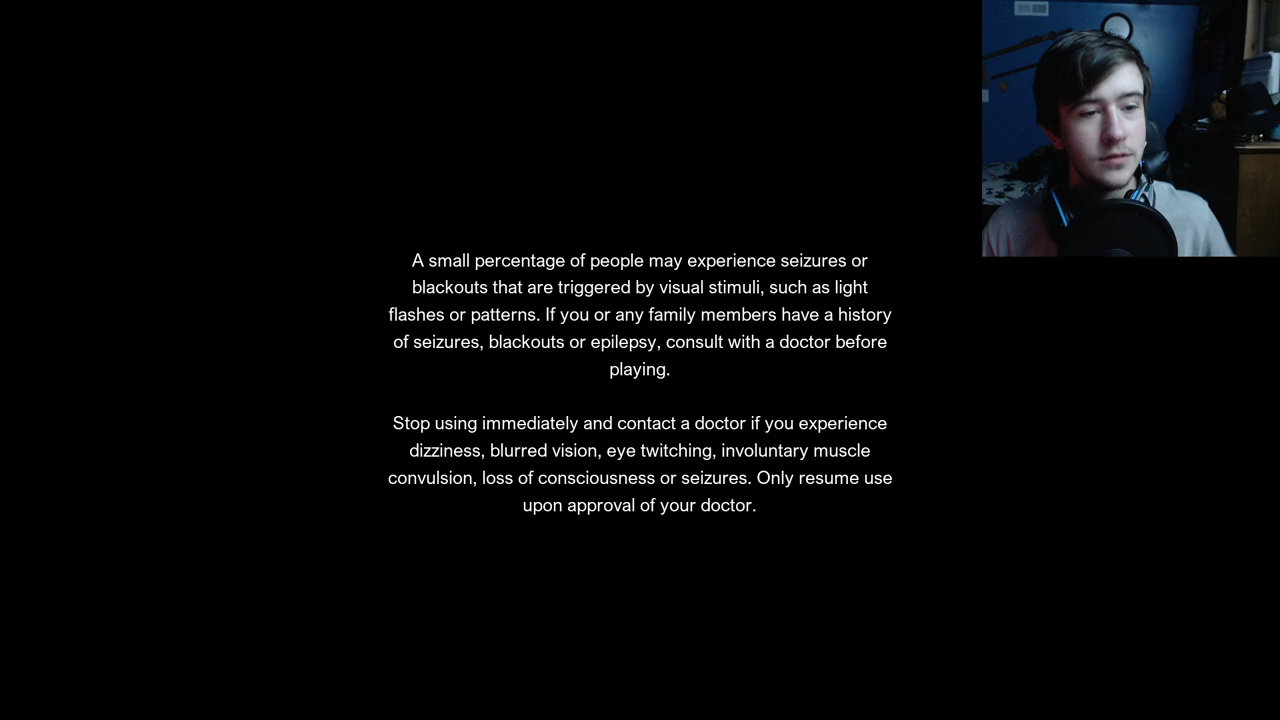 A small percentage of people may experience seizures or
blackouts that are triggered by visual stimuli, such as light
flashes or patterns. If you or any family members have a history
of seizures, blackouts or epilepsy, consult with a doctor before
playing.
Stop using immediately and contact a doctor if you experience
dizziness, blurred vision, eye twitching, involuntary muscle
convulsion, loss of consciousness or seizures. Only resume use
upon approval of your doctor.